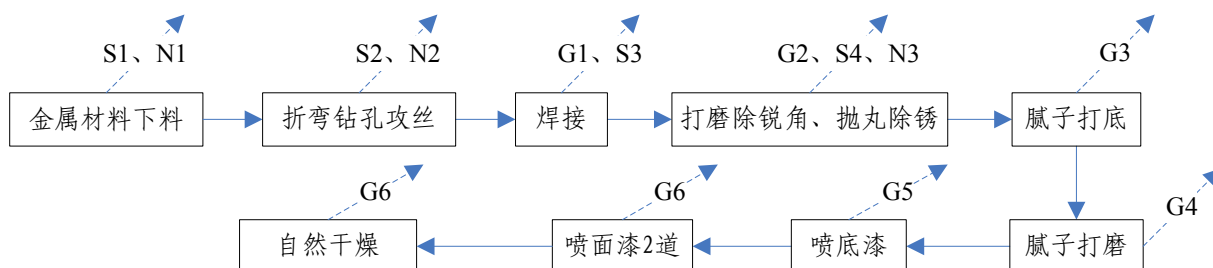 S1、N1
S2、N2
G1、S3
G2、S4、N3
G3
金属材料下料
折弯钻孔攻丝
焊接
打磨除锐角、抛丸除锈
腻子打底
G6
G6
G5
G4
自然干燥
喷面漆2道
喷底漆
腻子打磨